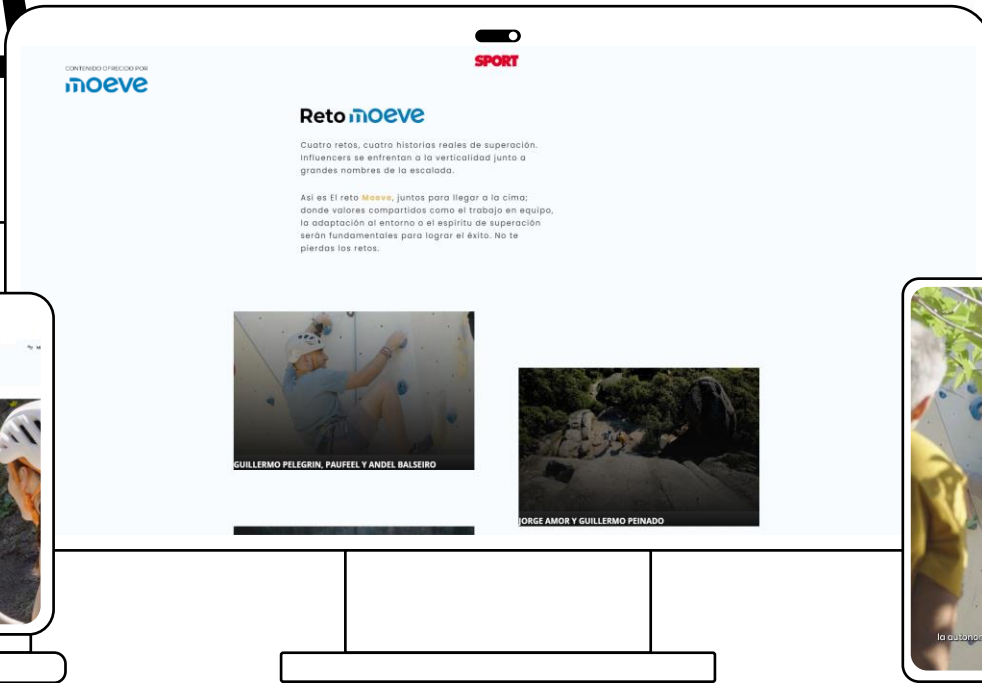 CONTENIDO OFRECIDO POR
moeve
SPORT
Reto moeve
Cuatro retos, cuatro historias reales de superación.
Influencers se enfrentan a la verticalidad junto a
grandes nombres de la escalada.
Así es El reto Moeve, juntos para llegar a la cima;
donde valores compartidos como el trabajo en equipo,
la adaptación al entorno o el espíritu de superación
serán fundamentales para lograr el éxito. No te
pierdas los retos.
GUILLERMO PELEGRIN, PAUFEEL Y ANDEL BALSEIRO
JORGE AMOR Y GUILLERMO PEINADO